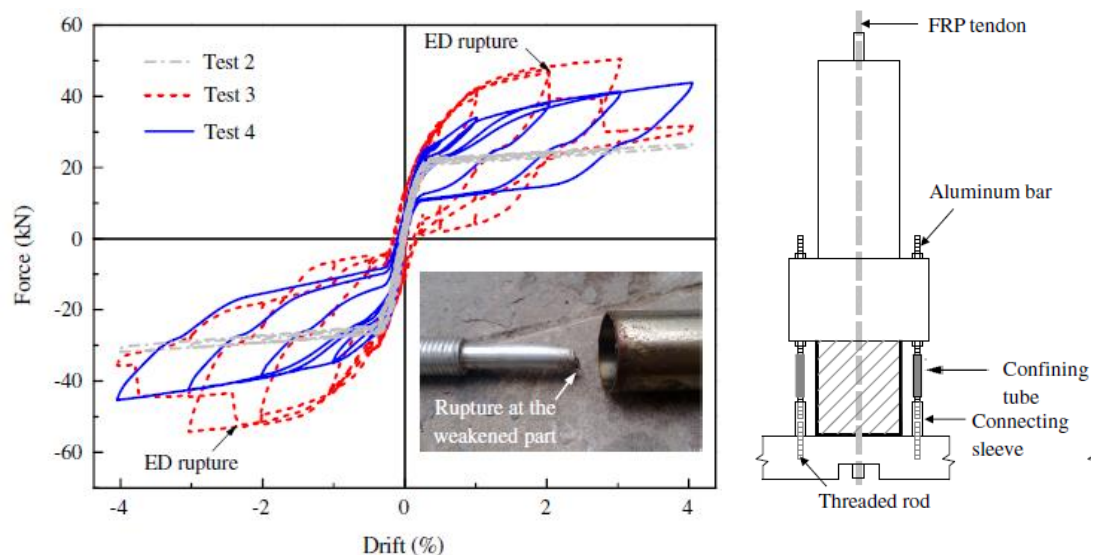 60
40
20
0
-20
-40
-60
-4
-2
0
2
4
Force (kN)
Drift (%)
Test 2
Test 3
Test 4
ED rupture
ED rupture
Rupture at the
weakened part
FRP tendon
Aluminum bar
Confining
tube
Connecting
sleeve
Threaded rod